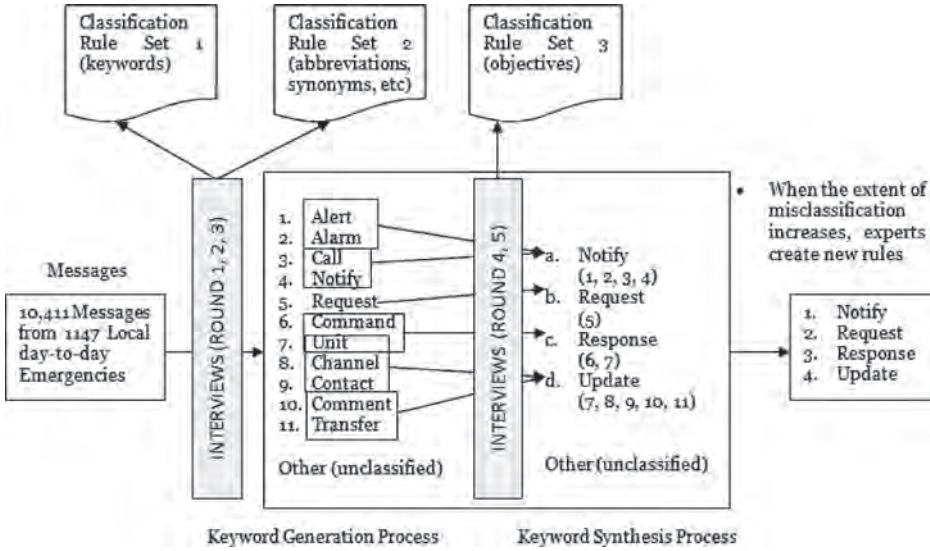 Classification
Rule Set 1
(keywords)
Classification
Rule Set 2
(abbreviations,
synonyms, etc)
Classification
Rule Set 3
(objectives)
Messages
10,411 Messages
from 1147 Local
day-to-day
Emergencies
INTERVIEWS (ROUND 1, 2, 3)
1. Alert
2. Alarm
3. Call
4. Notify
5. Request
6. Command
7. Unit
8. Channel
9. Contact
10. Comment
11. Transfer
Other (unclassified)
INTERVIEWS (ROUND 4, 5)
a. Notify
(1, 2, 3, 4)
b. Request
(5)
c. Response
(6, 7)
d. Update
(7, 8, 9, 10, 11)
Other (unclassified)
• When the extent of
misclassification
increases, experts
create new rules
1. Notify
2. Request
3. Response
4. Update
Keyword Generation Process
Keyword Synthesis Process